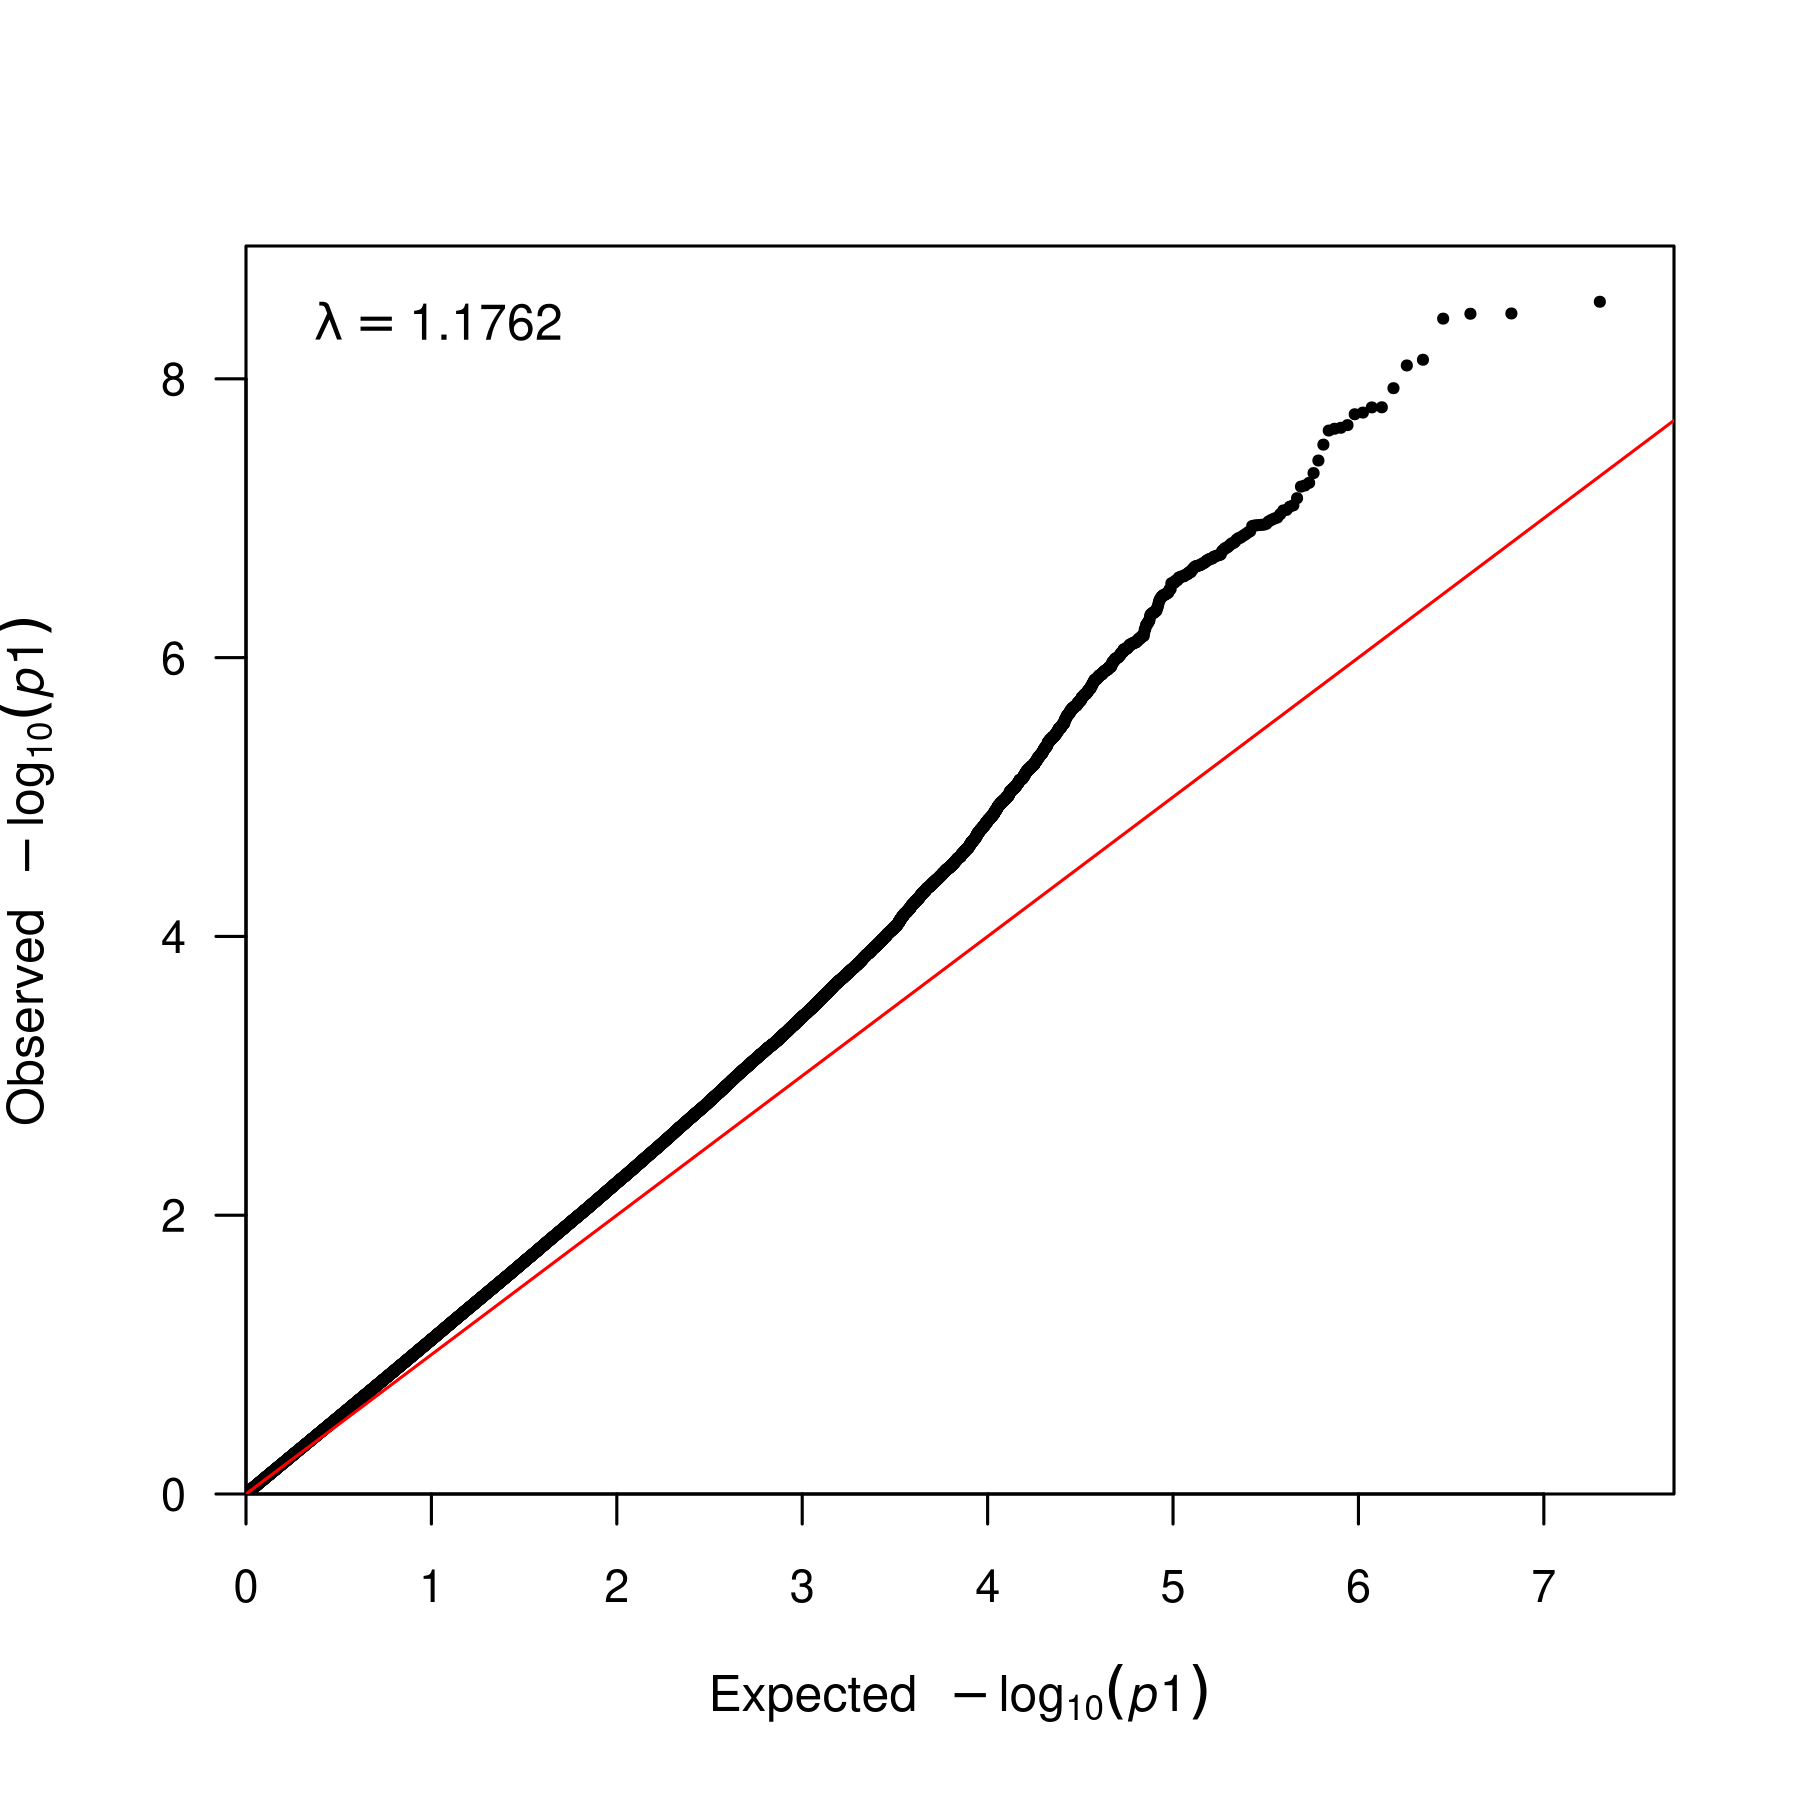 λ = 1.1762
Observed −log10(p1)
8
6
4
2
0
0 1 2 3 4 5 6 7
Expected −log10(p1)